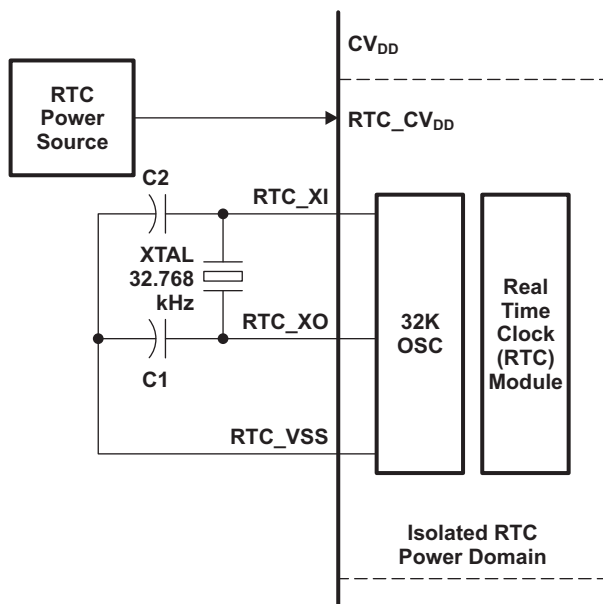 CVDD
RTC
Power
Source
RTC_CVDD
C2
RTC_XI
XTAL
32.768
kHz
RTC_XO
C1
RTC_VSS
32K
OSC
Real
Time
Clock
(RTC)
Module
Isolated RTC
Power Domain